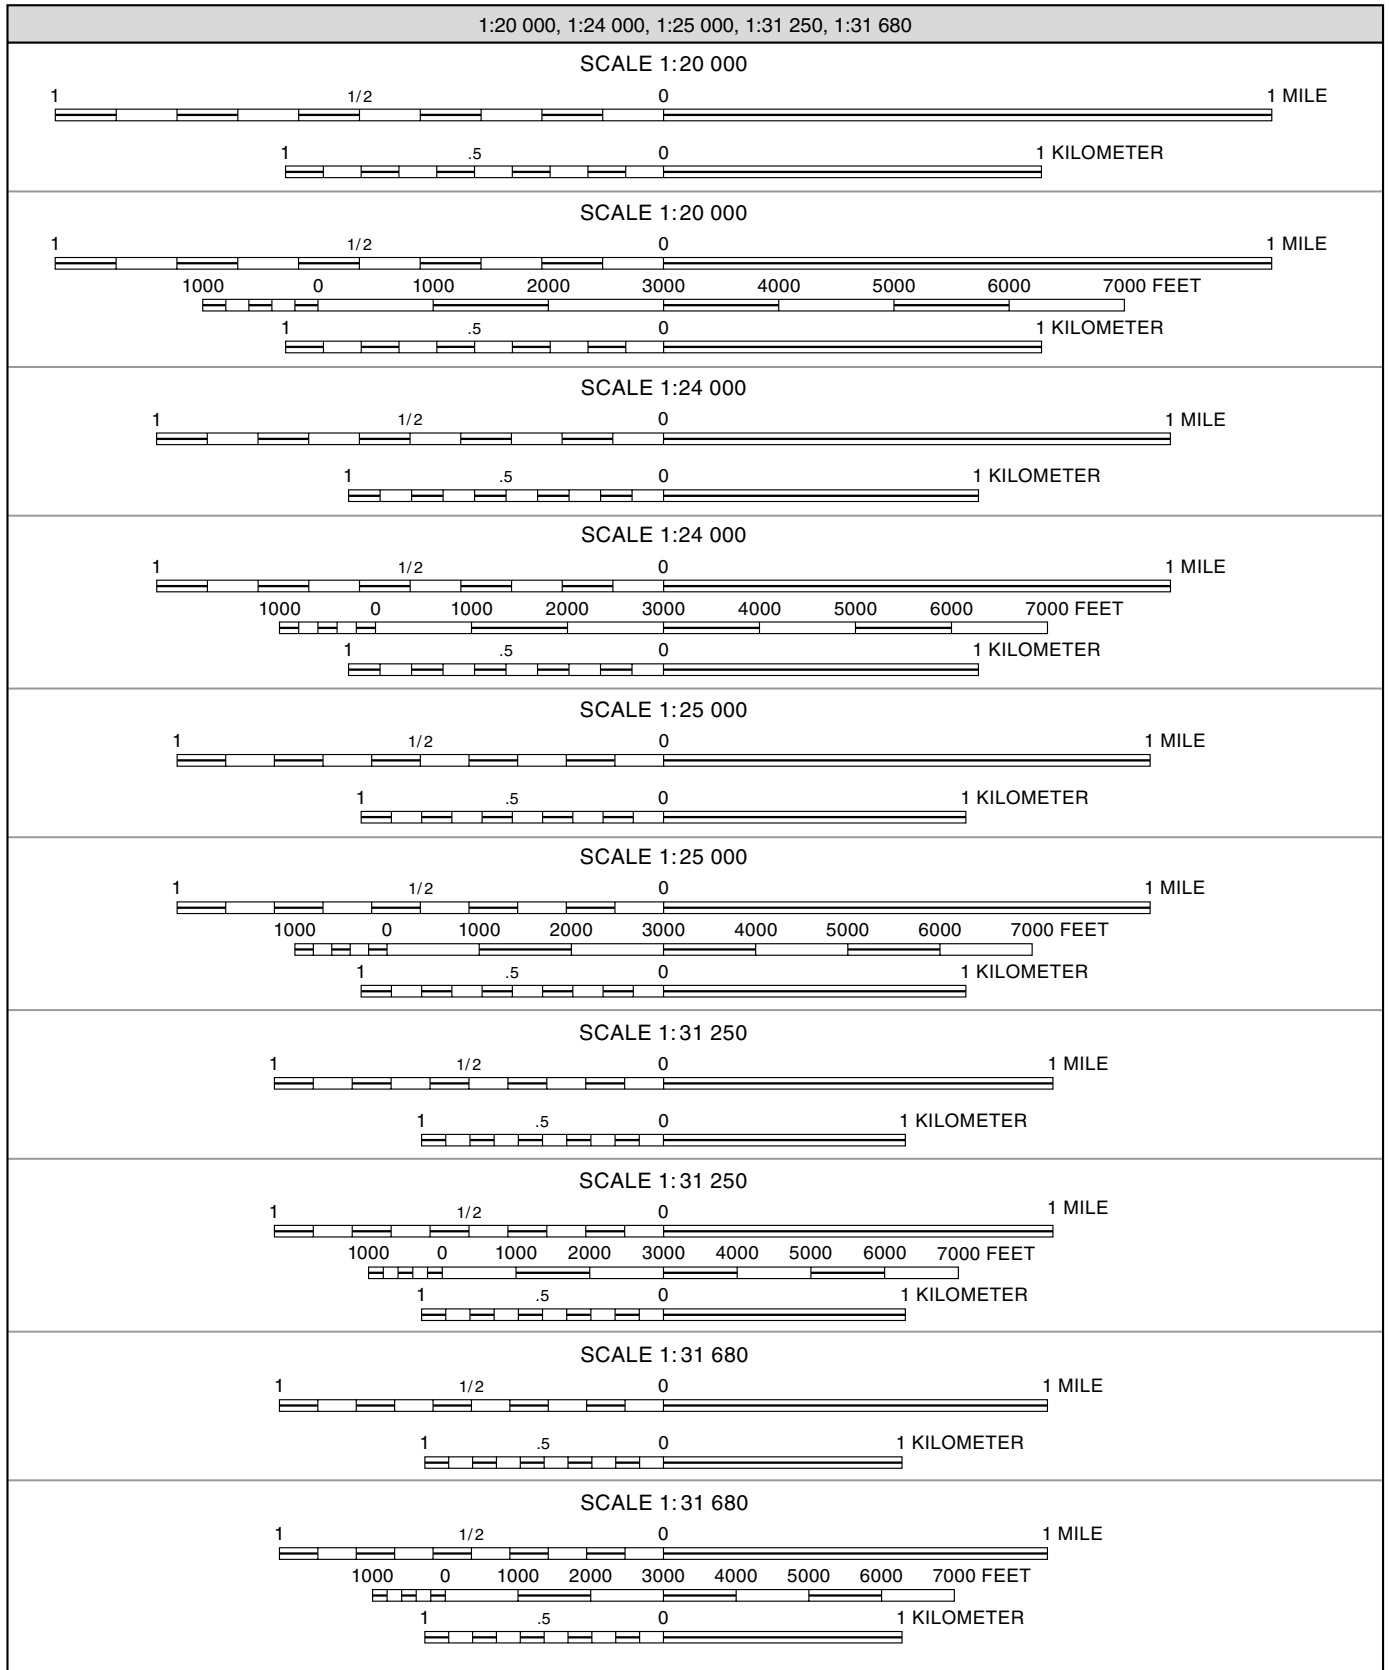 1:20 000, 1:24 000, 1:25 000, 1:31 250, 1:31 680
SCALE 1:20 000
1 1/2 0 1 MILE
1 .5 0 1 KILOMETER
SCALE 1:20 000
1 1/2 0 1 MILE
1000 0 1000 2000 3000 4000 5000 6000 7000 FEET
1 .5 0 1 KILOMETER
SCALE 1:24 000
1 1/2 0 1 MILE
1 .5 0 1 KILOMETER
SCALE 1:24 000
1 1/2 0 1 MILE
1000 0 1000 2000 3000 4000 5000 6000 7000 FEET
1 .5 0 1 KILOMETER
SCALE 1:25 000
1 1/2 0 1 MILE
1 .5 0 1 KILOMETER
SCALE 1:25 000
1 1/2 0 1 MILE
1000 0 1000 2000 3000 4000 5000 6000 7000 FEET
1 .5 0 1 KILOMETER
SCALE 1:31 250
1 1/2 0 1 MILE
1 .5 0 1 KILOMETER
SCALE 1:31 250
1 1/2 0 1 MILE
1000 0 1000 2000 3000 4000 5000 6000 7000 FEET
1 .5 0 1 KILOMETER
SCALE 1:31 680
1 1/2 0 1 MILE
1 .5 0 1 KILOMETER
SCALE 1:31 680
1 1/2 0 1 MILE
1000 0 1000 2000 3000 4000 5000 6000 7000 FEET
1 .5 0 1 KILOMETER